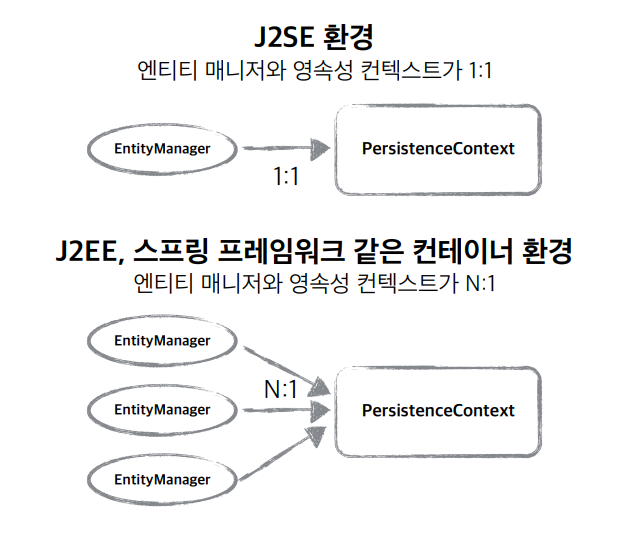 J2SE 환경
엔티티 매니저와 영속성 컨텍스트가 1:1
EntityManager
PersistenceContext
1:1
J2EE, 스프링 프레임워크 같은 컨테이너 환경
엔티티 매니저와 영속성 컨텍스트가 N:1
EntityManager
N:1
EntityManager
PersistenceContext
EntityManager